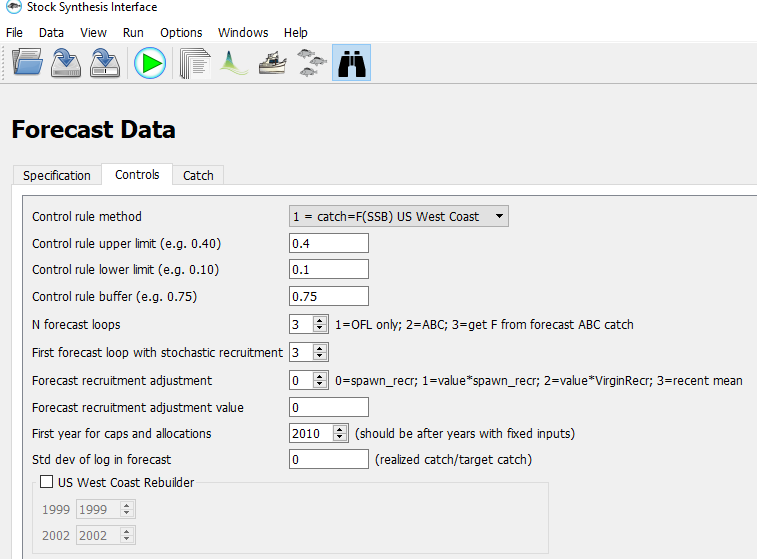 Stock Synthesis Interface
File Data View Run Options Windows Help
Forecast Data
Specification Controls Catch
Control rule method 1 = catch=F(SSB) US West Coast
Control rule upper limit (e.g. 0.40) 0.4
Control rule lower limit (e.g. 0.10) 0.1
Control rule buffer (e.g. 0.75) 0.75
N forecast loops 3 1=OFL only; 2=ABC; 3=get F from forecast ABC catch
First forecast loop with stochastic recruitment 3
Forecast recruitment adjustment 0 0=spawn_recr; 1=value*spawn_recr; 2=value*VirginRecr; 3=recent mean
Forecast recruitment adjustment value 0
First year for caps and allocations 2010 (should be after years with fixed inputs)
Std dev of log in forecast 0 (realized catch/target catch)
US West Coast Rebuilder
1999 1999
2002 2002